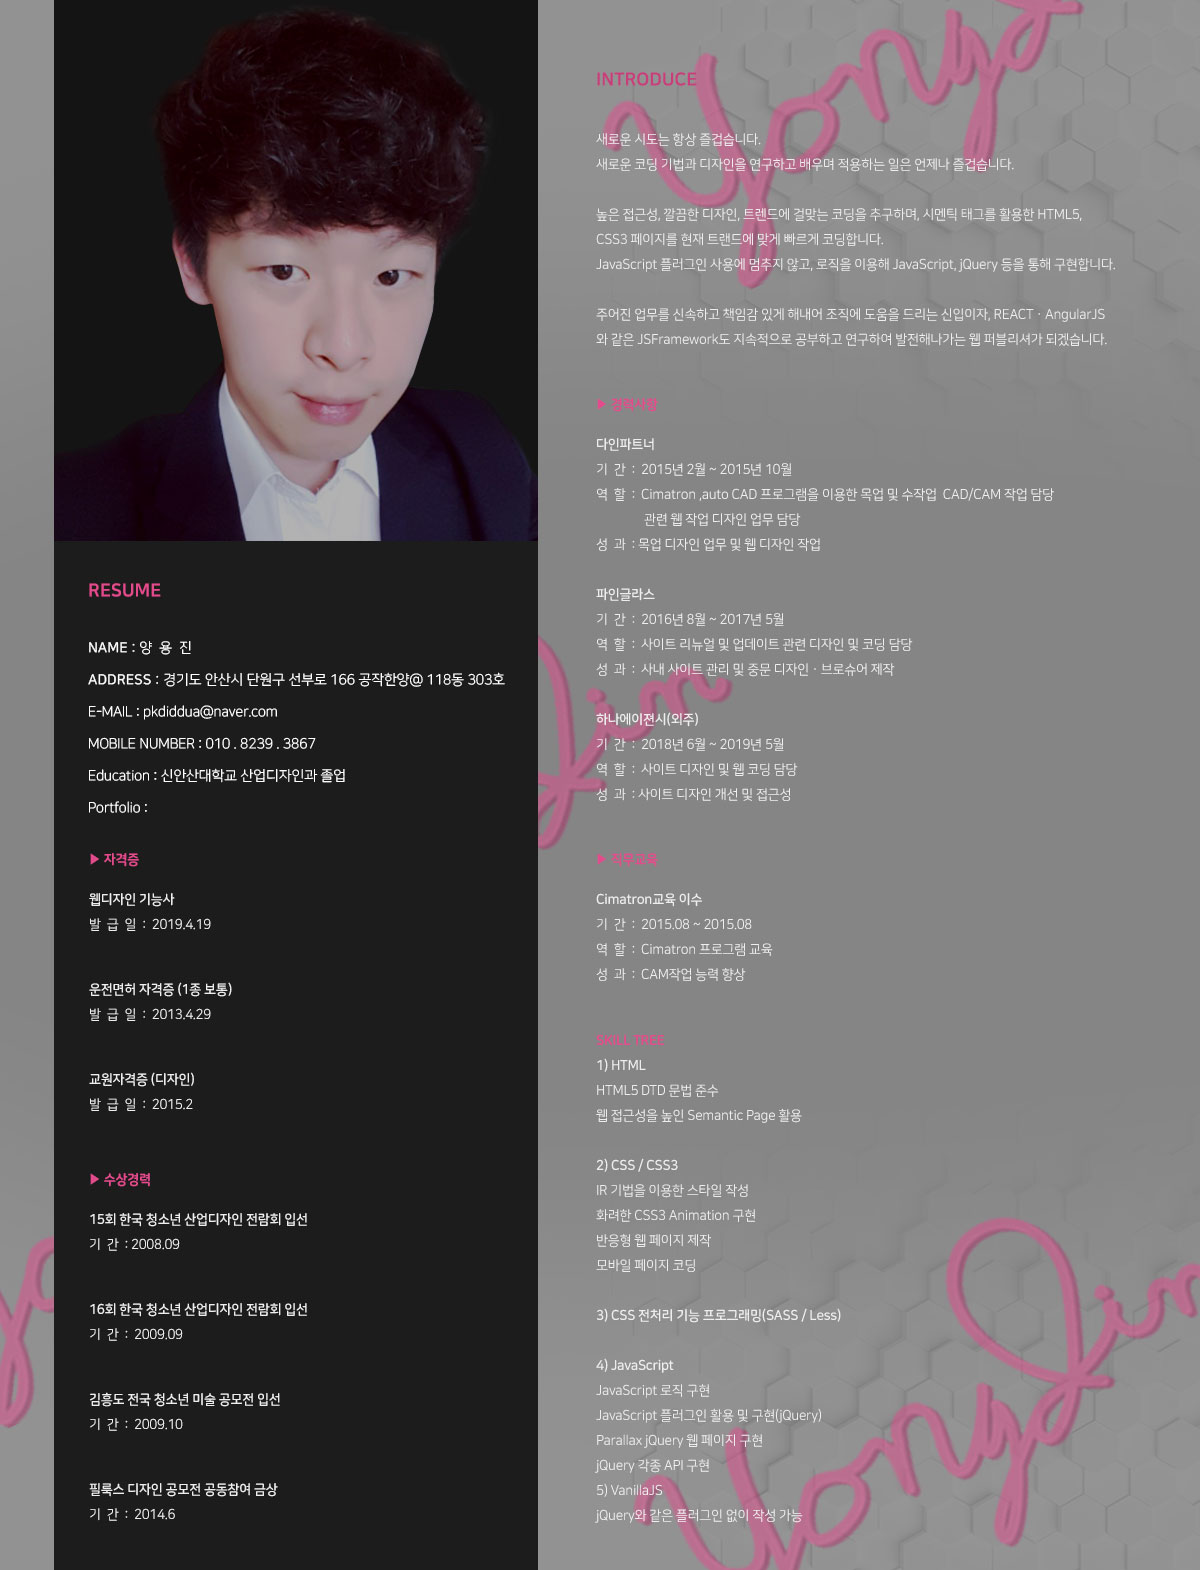 RESUME
NAME : 양 용 진
ADDRESS : 경기도 안산시 단원구 선부로 166 공작한양@ 118동 303호
E-MAIL : pkdiddua@naver.com
MOBILE NUMBER : 010 . 8239 . 3867
Education : 신안산대학교 산업디자인과 졸업
Portfolio :
▶ 자격증
웹디자인 기능사
발 급 일 : 2019.4.19
운전면허 자격증 (1종 보통)
발 급 일 : 2013.4.29
교원자격증 (디자인)
발 급 일 : 2015.2
▶ 수상경력
15회 한국 청소년 산업디자인 전람회 입선
기 간 : 2008.09
16회 한국 청소년 산업디자인 전람회 입선
기 간 : 2009.09
김홍도 전국 청소년 미술 공모전 입선
기 간 : 2009.10
필룩스 디자인 공모전 공동참여 금상
기 간 : 2014.6
INTRODUCE
새로운 시도는 항상 즐겁습니다.
새로운 코딩 기법과 디자인을 연구하고 배우며 적용하는 일은 언제나 즐겁습니다.
높은 접근성, 깔끔한 디자인, 트렌드에 걸맞는 코딩을 추구하며, 시멘틱 태그를 활용한 HTML5,
CSS3 페이지를 현재 트랜드에 맞게 빠르게 코딩합니다.
JavaScript 플러그인 사용에 멈추지 않고, 로직을 이용해 JavaScript, jQuery 등을 통해 구현합니다.
주어진 업무를 신속하고 책임감 있게 해내어 조직에 도움을 드리는 신입이자, REACT · AngularJS
와 같은 JSFramework도 지속적으로 공부하고 연구하여 발전해나가는 웹 퍼블리셔가 되겠습니다.
▶ 경력사항
다인파트너
기 간 : 2015년 2월 ~ 2015년 10월
역 할 : Cimatron ,auto CAD 프로그램을 이용한 목업 및 수작업 CAD/CAM 작업 담당
관련 웹 작업 디자인 업무 담당
성 과 : 목업 디자인 업무 및 웹 디자인 작업
파인글라스
기 간 : 2016년 8월 ~ 2017년 5월
역 할 : 사이트 리뉴얼 및 업데이트 관련 디자인 및 코딩 담당
성 과 : 사내 사이트 관리 및 중문 디자인 · 브로슈어 제작
하나에이젼시(외주)
기 간 : 2018년 6월 ~ 2019년 5월
역 할 : 사이트 디자인 및 웹 코딩 담당
성 과 : 사이트 디자인 개선 및 접근성
▶ 직무교육
Cimatron교육 이수
기 간 : 2015.08 ~ 2015.08
역 할 : Cimatron 프로그램 교육
성 과 : CAM작업 능력 향상
SKILL TREE
1) HTML
HTML5 DTD 문법 준수
웹 접근성을 높인 Semantic Page 활용
2) CSS / CSS3
IR 기법을 이용한 스타일 작성
화려한 CSS3 Animation 구현
반응형 웹 페이지 제작
모바일 페이지 코딩
3) CSS 전처리 기능 프로그래밍(SASS / Less)
4) JavaScript
JavaScript 로직 구현
JavaScript 플러그인 활용 및 구현(jQuery)
Parallax jQuery 웹 페이지 구현
jQuery 각종 API 구현
5) VanillaJS
jQuery와 같은 플러그인 없이 작성 가능
YongJin